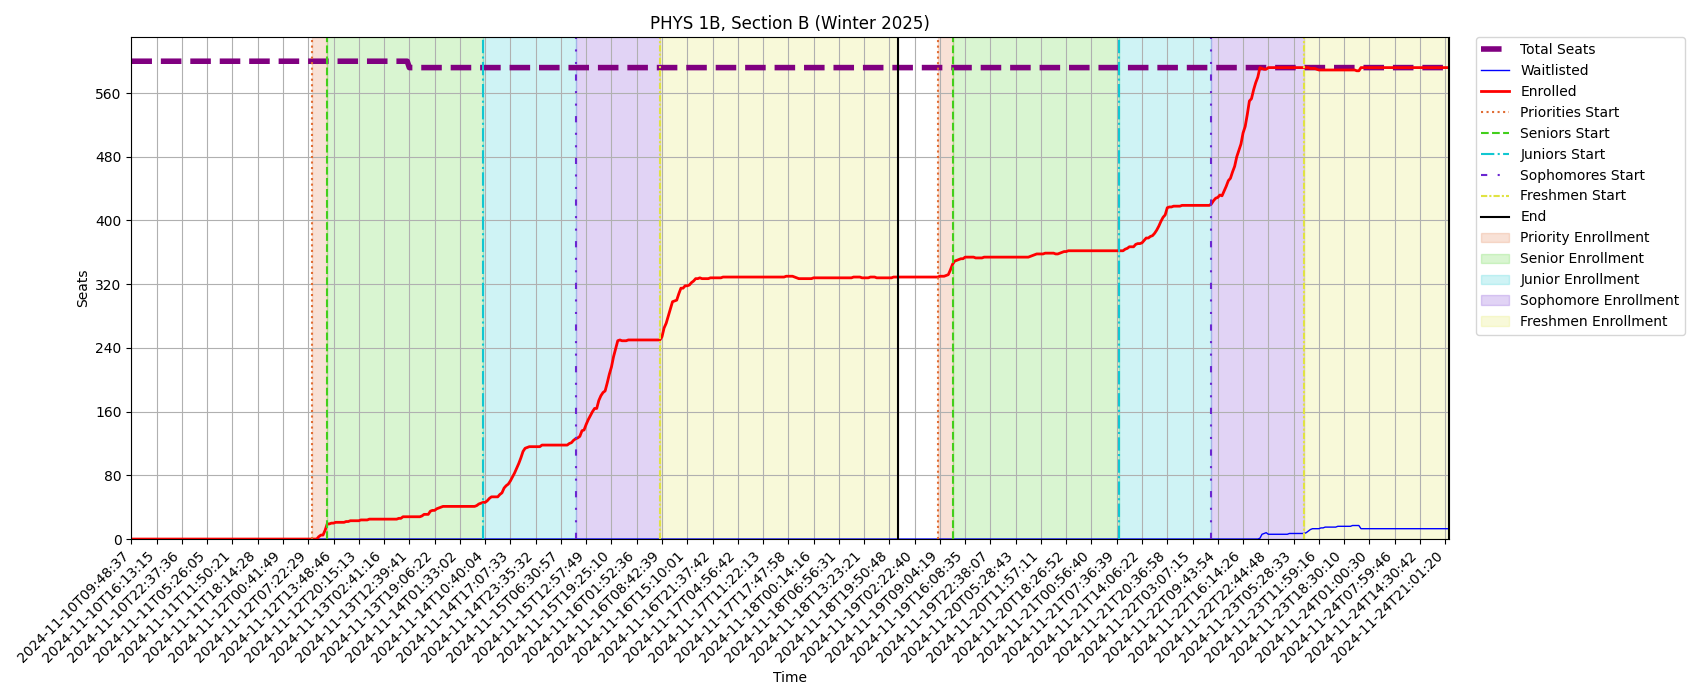 PHYS 1B, Section B (Winter 2025)
Seats
560
480
400
320
240
160
80
0
2024-11-10T09:48:37
2024-11-10T16:13:15
2024-11-10T22:37:36
2024-11-11T05:26:05
2024-11-11T11:50:21
2024-11-11T18:14:28
2024-11-12T00:41:49
2024-11-12T07:22:29
2024-11-12T13:48:46
2024-11-12T20:15:13
2024-11-13T02:41:16
2024-11-13T12:39:41
2024-11-13T19:06:22
2024-11-14T01:33:02
2024-11-14T10:40:04
2024-11-14T17:07:33
2024-11-14T23:35:32
2024-11-15T06:30:57
2024-11-15T12:57:49
2024-11-15T19:25:10
2024-11-16T01:52:36
2024-11-16T08:42:39
2024-11-16T15:10:01
2024-11-16T21:37:42
2024-11-17T04:56:42
2024-11-17T11:22:13
2024-11-17T17:47:58
2024-11-18T00:14:16
2024-11-18T06:56:31
2024-11-18T13:23:21
2024-11-18T19:50:48
2024-11-19T02:22:40
2024-11-19T09:04:19
2024-11-19T16:08:35
2024-11-19T22:38:07
2024-11-20T05:28:43
2024-11-20T11:57:11
2024-11-20T18:26:52
2024-11-21T00:56:40
2024-11-21T07:36:39
2024-11-21T14:06:22
2024-11-21T20:36:58
2024-11-22T03:07:15
2024-11-22T09:43:54
2024-11-22T16:14:26
2024-11-22T22:44:48
2024-11-23T05:28:33
2024-11-23T11:59:16
2024-11-23T18:30:10
2024-11-24T01:00:30
2024-11-24T07:59:46
2024-11-24T14:30:42
2024-11-24T21:01:20
Time
Total Seats
Waitlisted
Enrolled
Priorities Start
Seniors Start
Juniors Start
Sophomores Start
Freshmen Start
End
Priority Enrollment
Senior Enrollment
Junior Enrollment
Sophomore Enrollment
Freshmen Enrollment